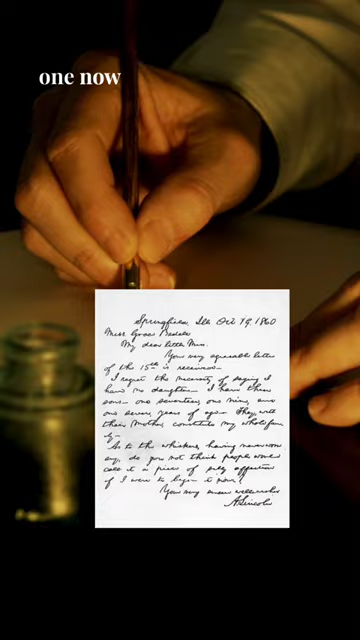 one now
Springfield, Ills Oct 19, 1860
Miss Grace Bedell
My dear little Miss.
Your very agreeable letter
of the 15th is received—
I regret the necessity of saying I
have no daughters— I have three
sons— one seventeen, one nine, and
one seven, years of age— They, with
their mother, constitute my whole fam
ily—
As to the whiskers, having never worn
any, do you not think people would
call it a piece of silly affection
if I were to begin it now?
Your very sincere well-wisher
A. Lincoln